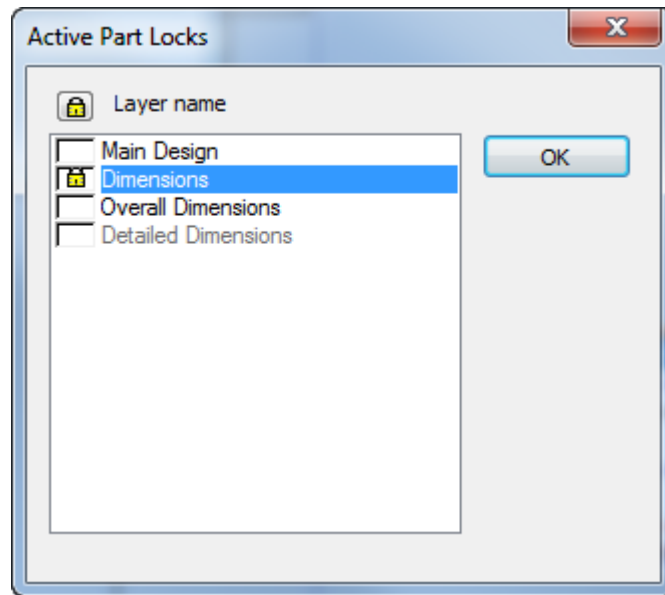 Active Part Locks
Layer name
Main Design
OK
Dimensions
Overall Dimensions
Detailed Dimensions